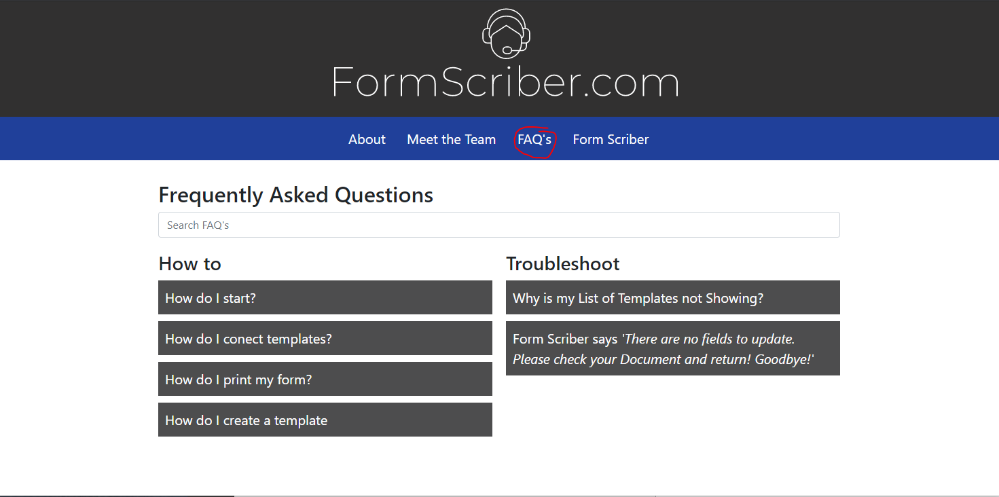 FormScriber.com
About Meet the Team FAQ's Form Scriber
Frequently Asked Questions
Search FAQ's
How to
How do I start?
How do I conect templates?
How do I print my form?
How do I create a template
Troubleshoot
Why is my List of Templates not Showing?
Form Scriber says 'There are no fields to update.
Please check your Document and return! Goodbye!'